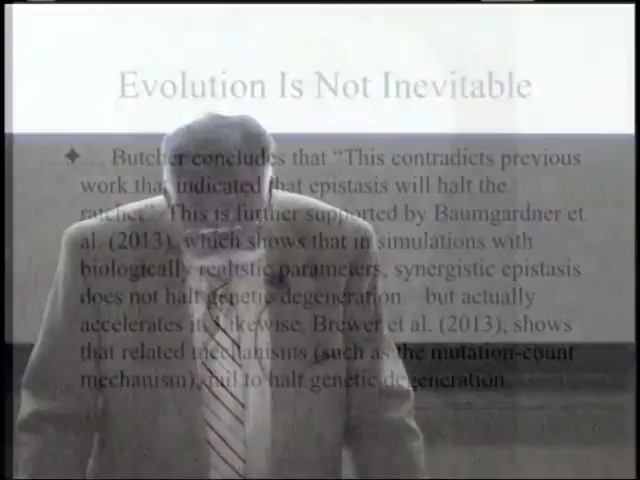 Evolution Is Not Inevitable
… Butcher concludes that “This contradicts previous
work that indicated that epistasis will halt the
ratchet”. This is further supported by Baumgardner et
al. (2013), which shows that in simulations with
biologically realistic parameters, synergistic epistasis
does not halt genetic degeneration – but actually
accelerates it. Likewise, Brewer et al. (2013), shows
that related mechanisms (such as the mutation-count
mechanism), fail to halt genetic degeneration